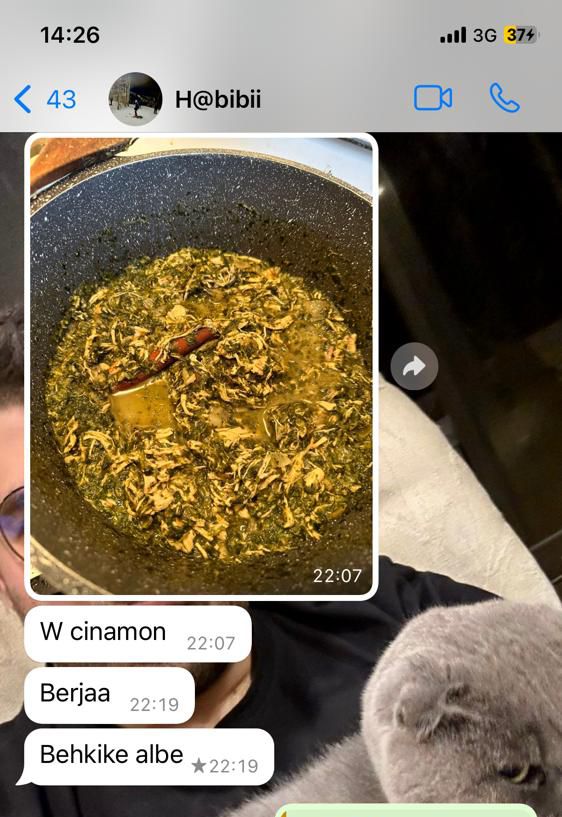 14:26
3G
37
43
H@bibii
22:07
W cinamon
22:07
Berjaa
22:19
Behkike albe
★22:19